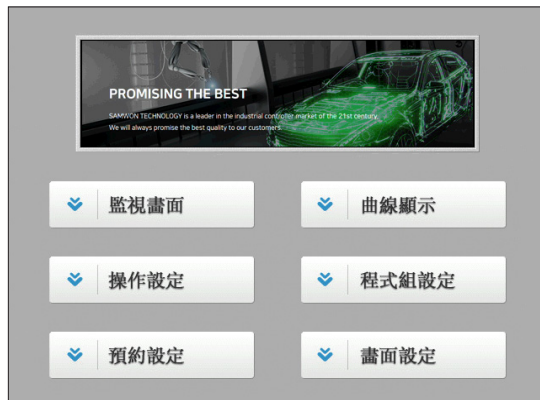 PROMISING THE BEST
SAMWON TECHNOLOGY is a leader in the industrial controller market of the 21st century.
We will always promise the best quality to our customers.
監視畫面
曲線顯示
操作設定
程式組設定
預約設定
畫面設定